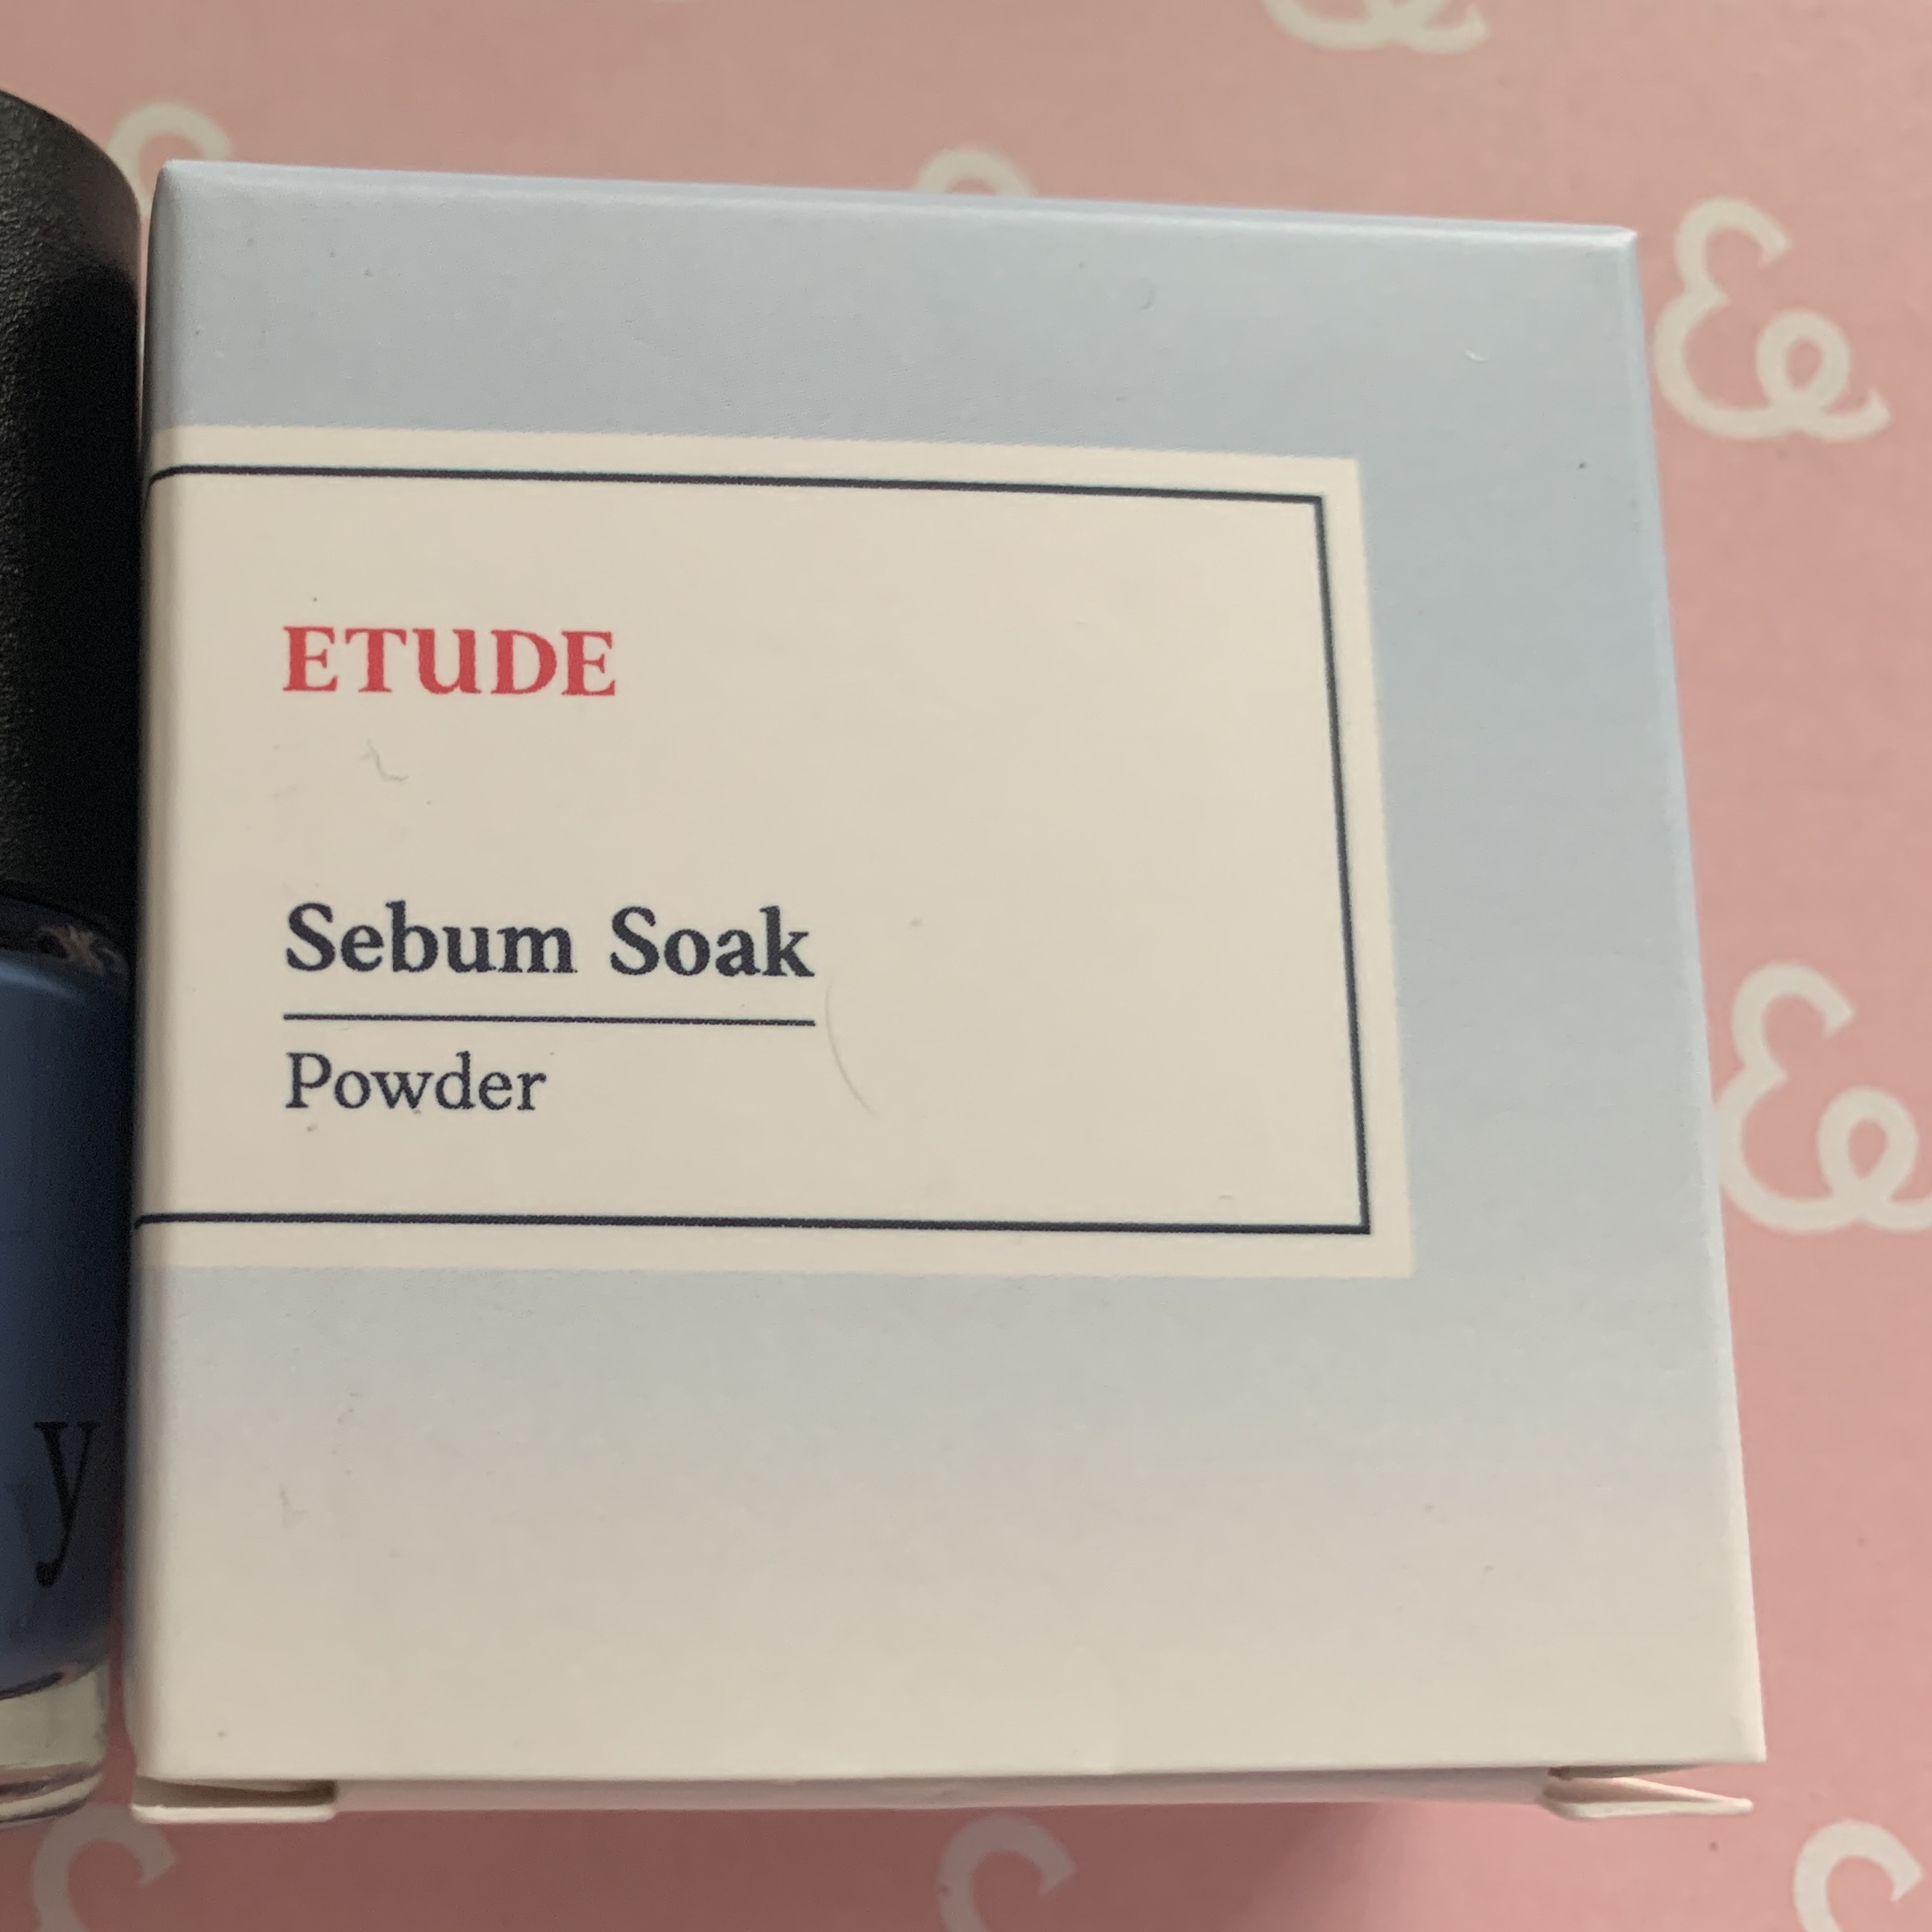 ETUDE
Sebum Soak
Powder
y